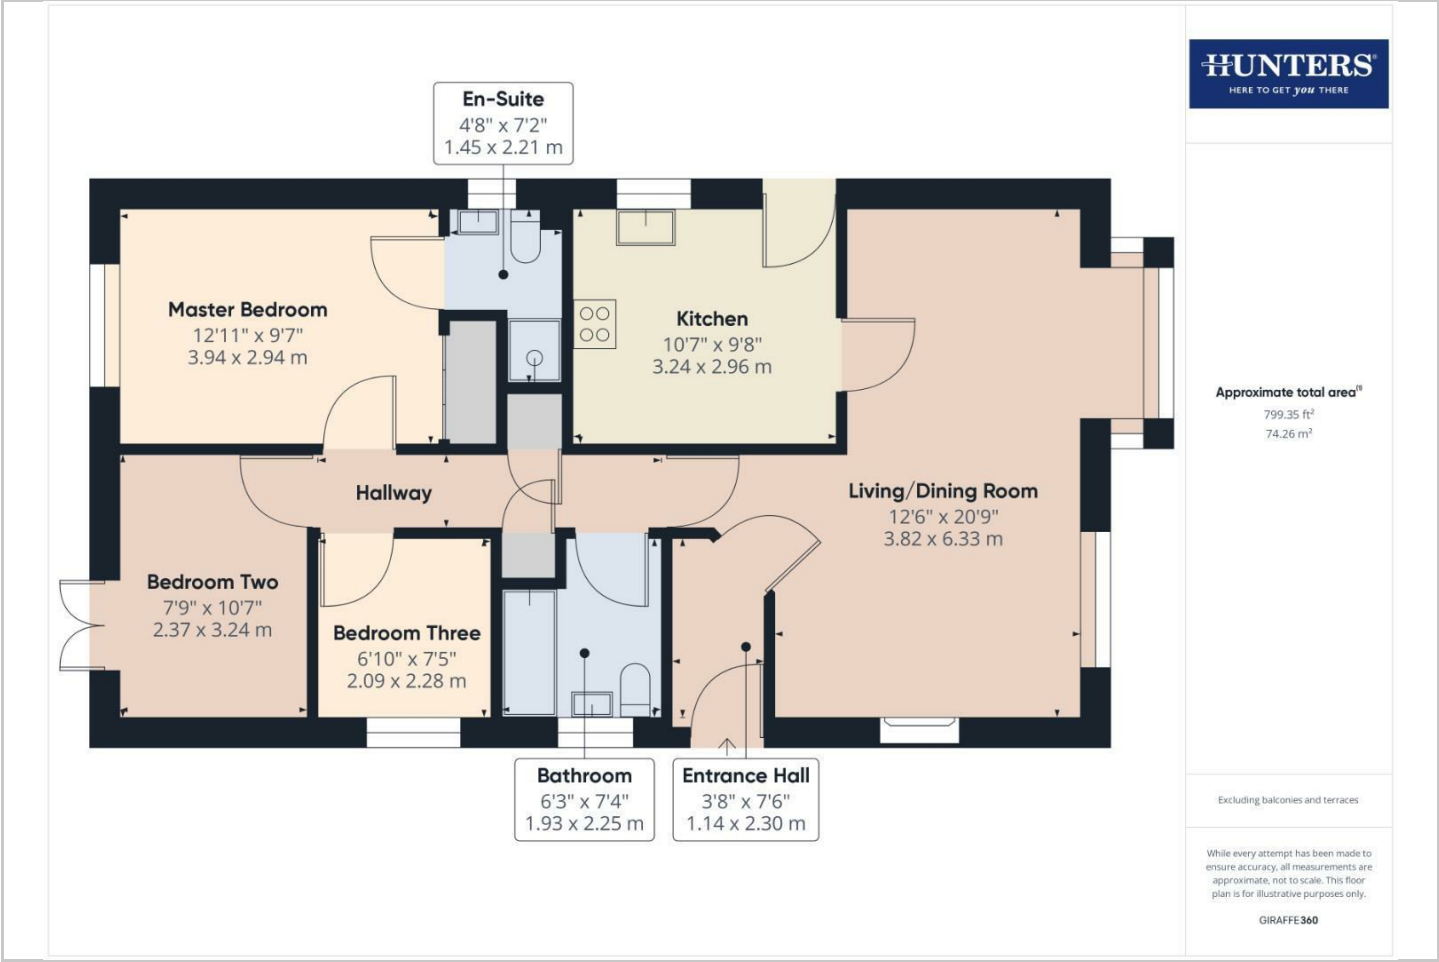 En-Suite
4'8" x 7'2"
1.45 x 2.21 m
Master Bedroom
12'11" x 9'7"
3.94 x 2.94 m
Kitchen
10'7" x 9'8"
3.24 x 2.96 m
Hallway
Living/Dining Room
12'6" x 20'9"
3.82 x 6.33 m
Bedroom Two
7'9" x 10'7"
2.37 x 3.24 m
Bedroom Three
6'10" x 7'5"
2.09 x 2.28 m
Bathroom
6'3" x 7'4"
1.93 x 2.25 m
Entrance Hall
3'8" x 7'6"
1.14 x 2.30 m
HUNTERS®
HERE TO GET you THERE
Approximate total area⁽¹⁾
799.35 ft²
74.26 m²
Excluding balconies and terraces
While every attempt has been made to
ensure accuracy, all measurements are
approximate, not to scale. This floor
plan is for illustrative purposes only.
GIRAFFE360